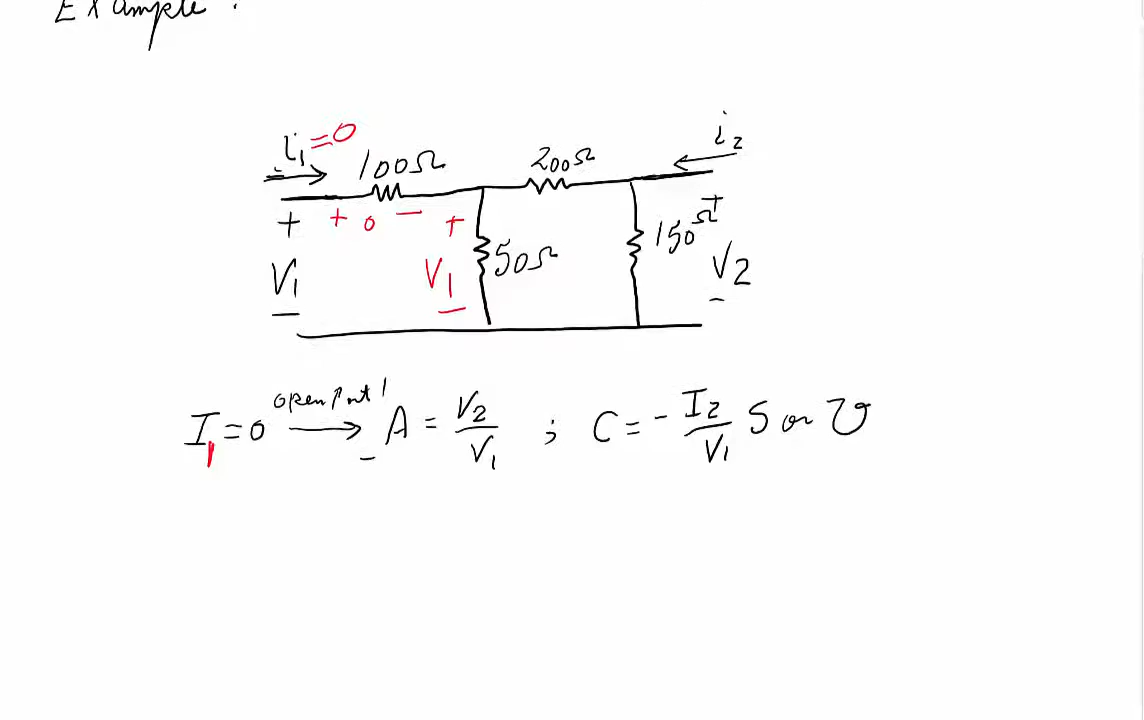 Example :
i₁ =0
100Ω
200Ω
i₂
+ + 0 − + 50Ω 150Ω +
V₁ V₁ V₂
− − −
I₁ = 0 open Port 1 → A = V₂/V₁ ; C = - I₂/V₁ S or ℧